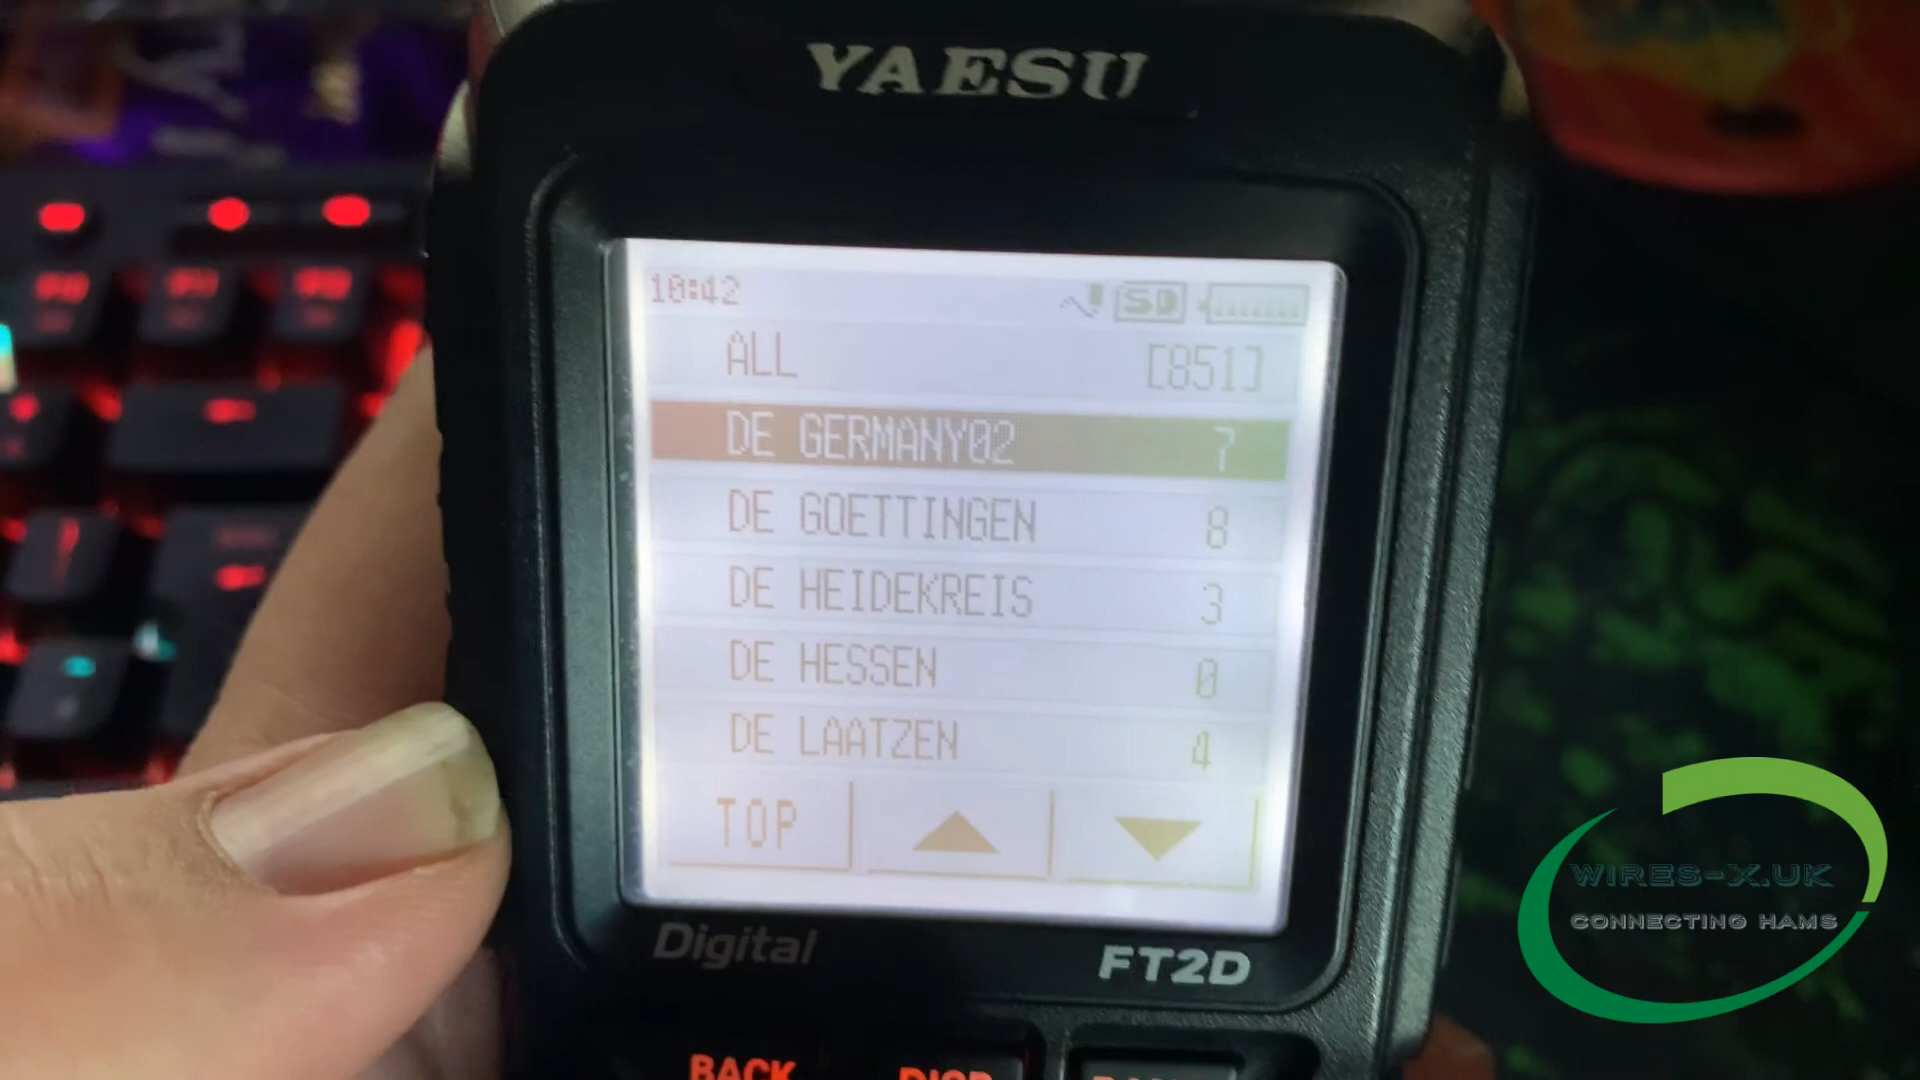 YAESU
10:42
SD
ALL [851]
DE GERMANY02 7
DE GOETTINGEN 8
DE HEIDEKREIS 3
DE HESSEN 0
DE LAATZEN 4
TOP
Digital FT2D
BACK
WIRES-X.UK
CONNECTING HAMS